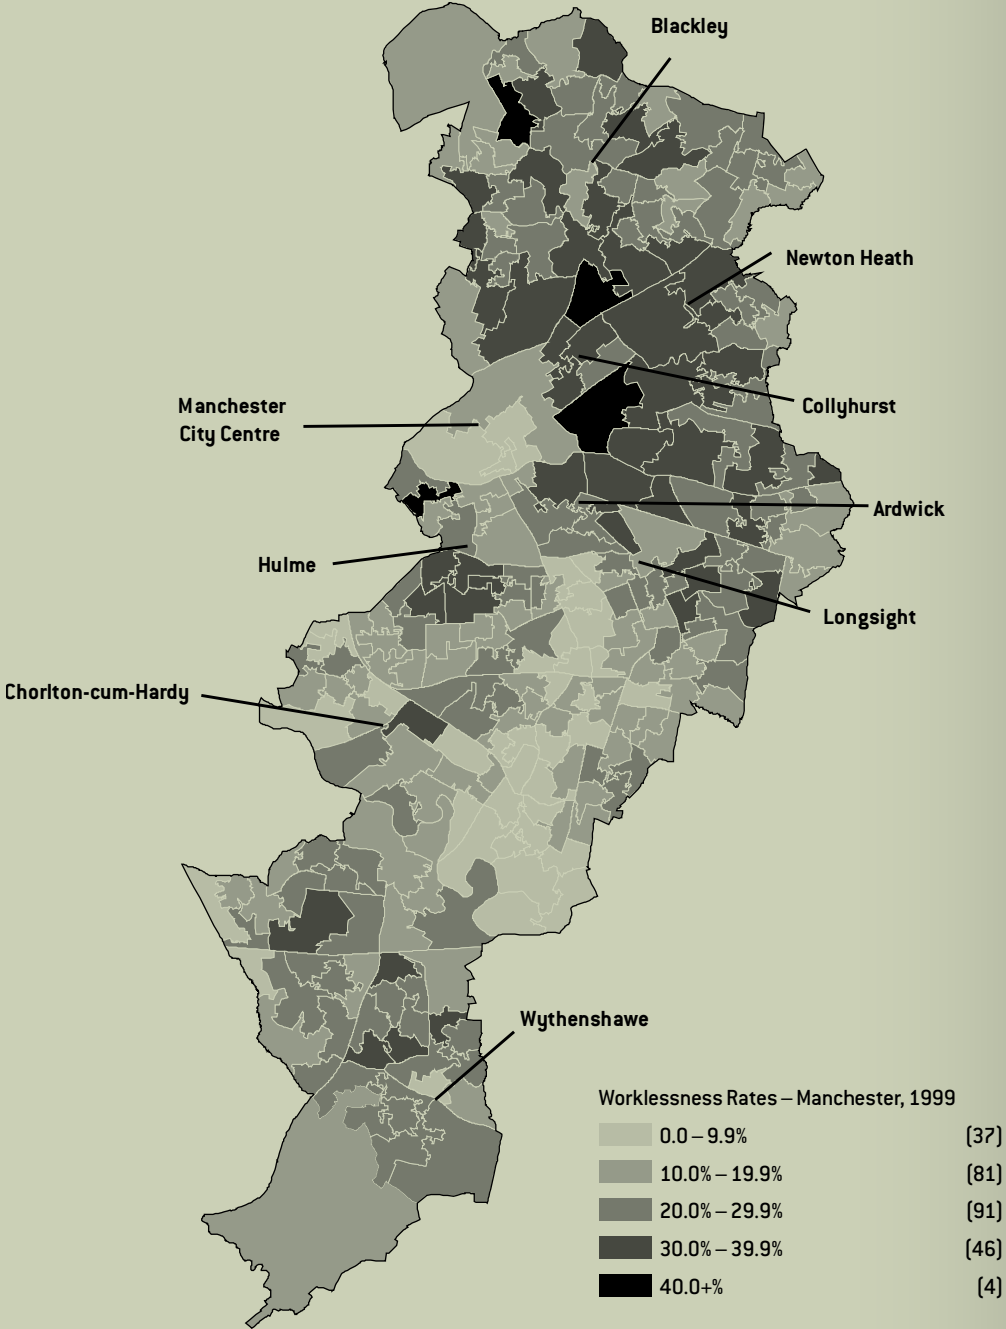 Blackley
Newton Heath
Manchester
City Centre
Collyhurst
Ardwick
Hulme
Longsight
Chorlton-cum-Hardy
Wythenshawe
Worklessness Rates – Manchester, 1999
0.0 – 9.9% (37)
10.0% – 19.9% (81)
20.0% – 29.9% (91)
30.0% – 39.9% (46)
40.0+% (4)